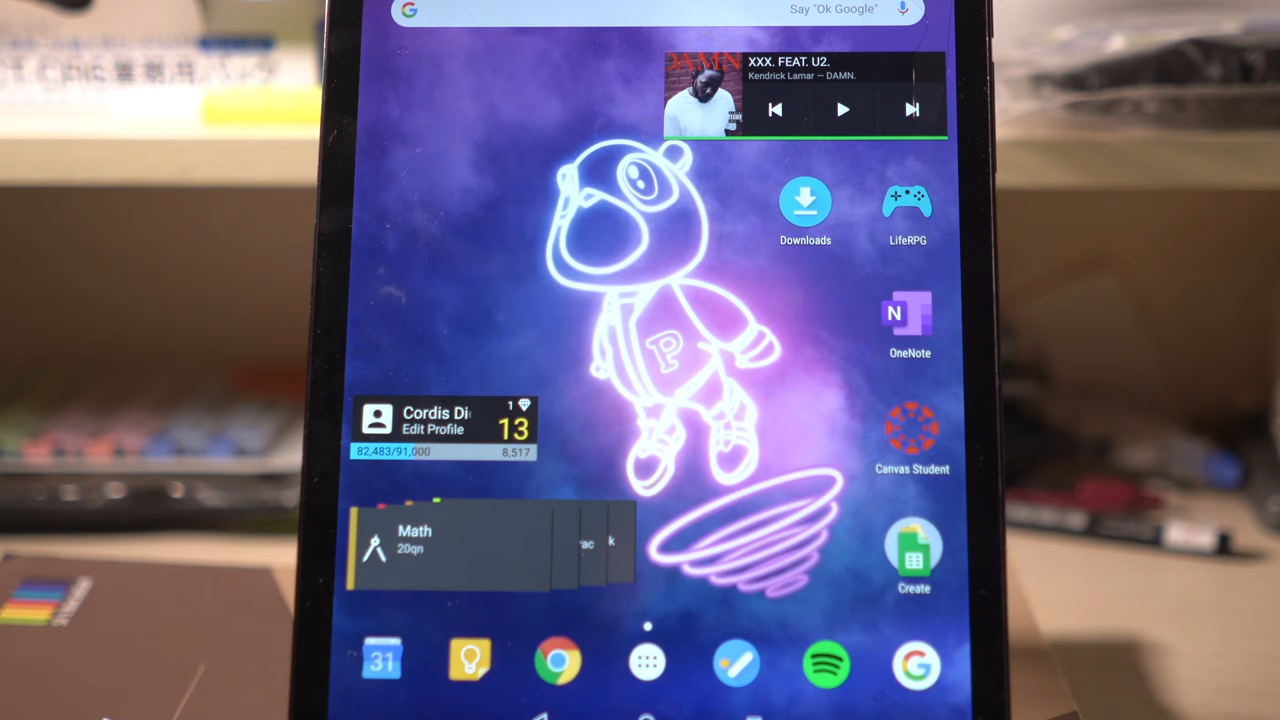 Say "Ok Google"
DAMN
XXX. FEAT. U2.
Kendrick Lamar — DAMN.
Downloads
LifeRPG
N
OneNote
P
Cordis Di
1
Edit Profile
13
82,483/91,000
8,517
Canvas Student
Math
20qn
Create
31
G